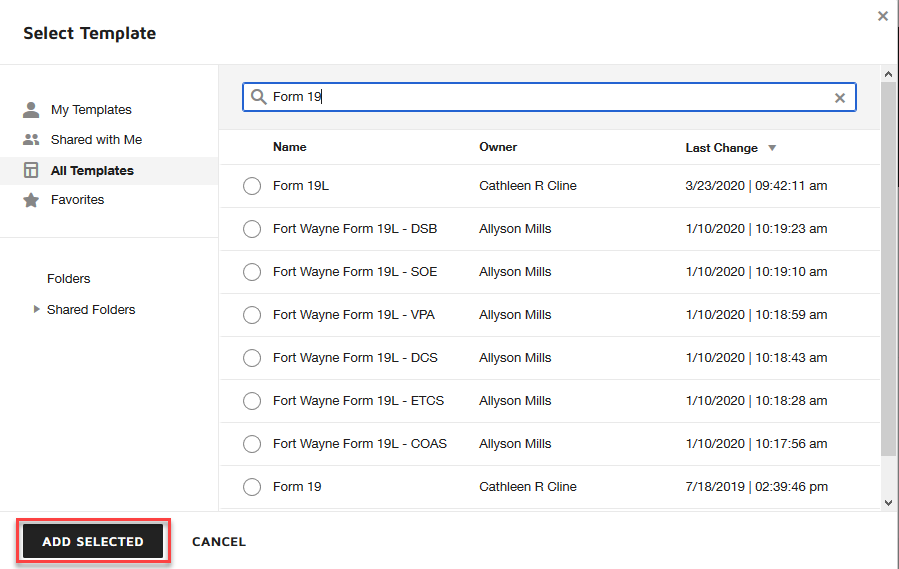 Select Template
My Templates
Shared with Me
All Templates
Favorites
Folders
Shared Folders
Form 19
Name Owner Last Change
Form 19L Cathleen R Cline 3/23/2020 | 09:42:11 am
Fort Wayne Form 19L - DSB Allyson Mills 1/10/2020 | 10:19:23 am
Fort Wayne Form 19L - SOE Allyson Mills 1/10/2020 | 10:19:10 am
Fort Wayne Form 19L - VPA Allyson Mills 1/10/2020 | 10:18:59 am
Fort Wayne Form 19L - DCS Allyson Mills 1/10/2020 | 10:18:43 am
Fort Wayne Form 19L - ETCS Allyson Mills 1/10/2020 | 10:18:28 am
Fort Wayne Form 19L - COAS Allyson Mills 1/10/2020 | 10:17:56 am
Form 19 Cathleen R Cline 7/18/2019 | 02:39:46 pm
ADD SELECTED CANCEL